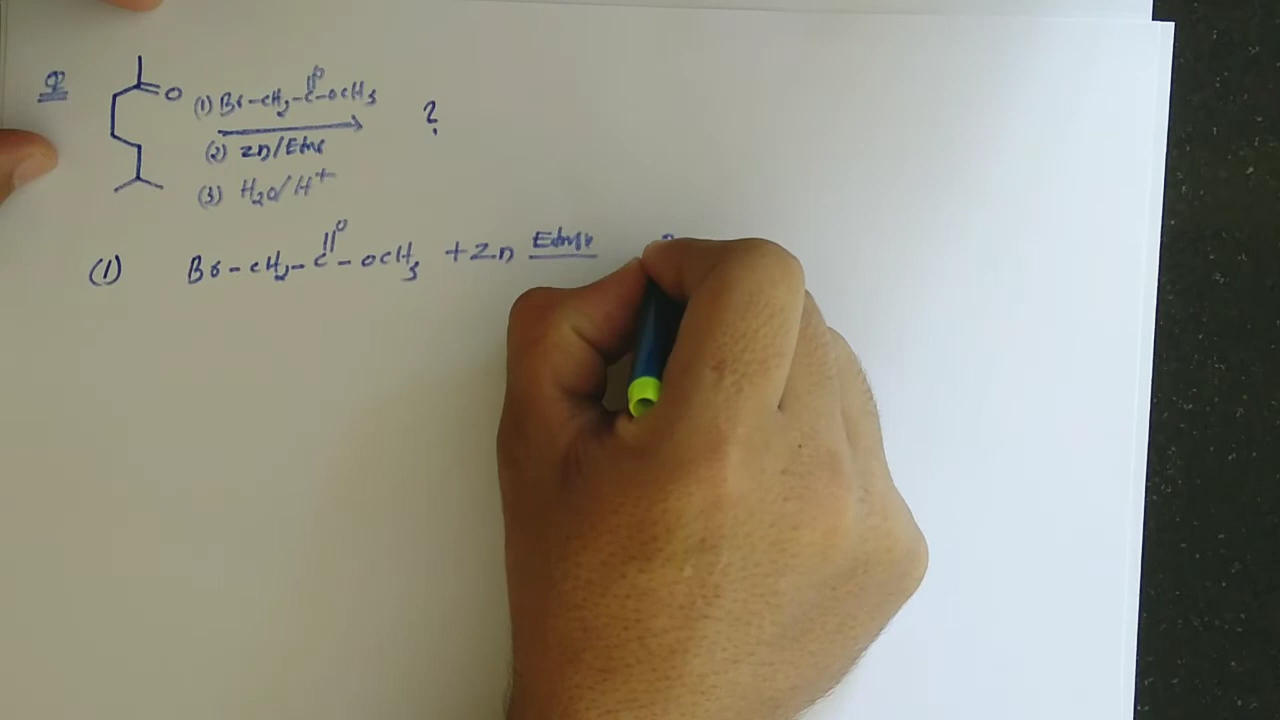 Q
O (1) Br-CH2-C-OCH3 ?
O
(2) Zn/Ether
(3) H2O/H+
O
(1) Br-CH2-C-OCH3 + Zn Ether